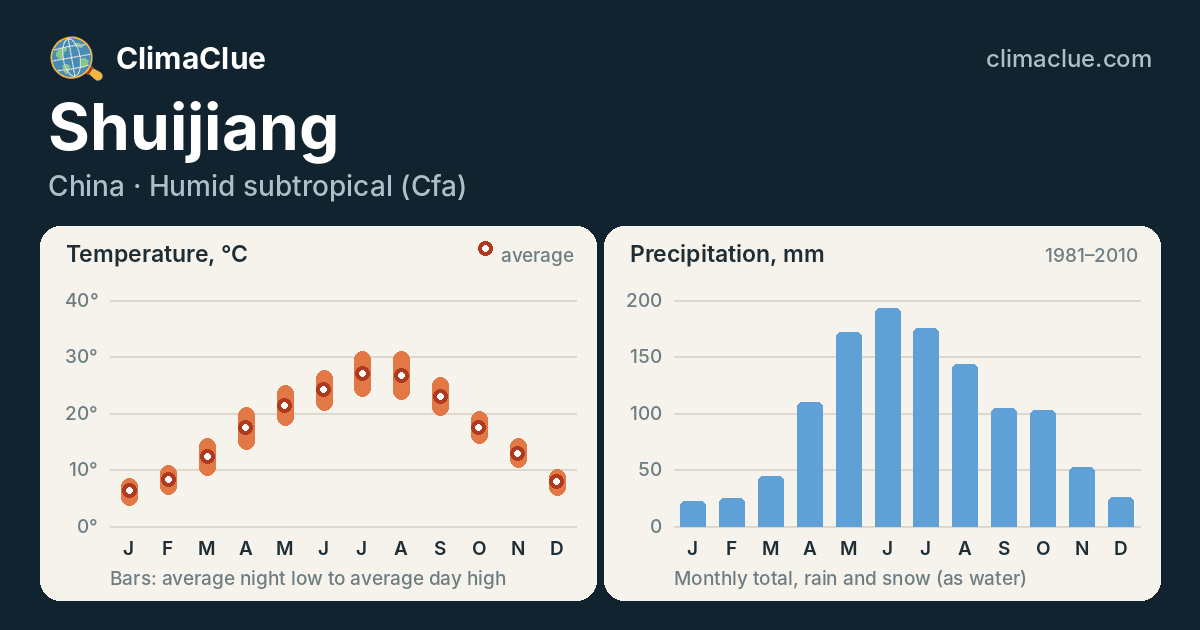 ClimaClue
climaclue.com
Shuijiang
China · Humid subtropical (Cfa)
Temperature, °C
average
40°
30°
20°
10°
0°
J F M A M J J A S O N D
Bars: average night low to average day high
Precipitation, mm
1981–2010
200
150
100
50
0
J F M A M J J A S O N D
Monthly total, rain and snow (as water)